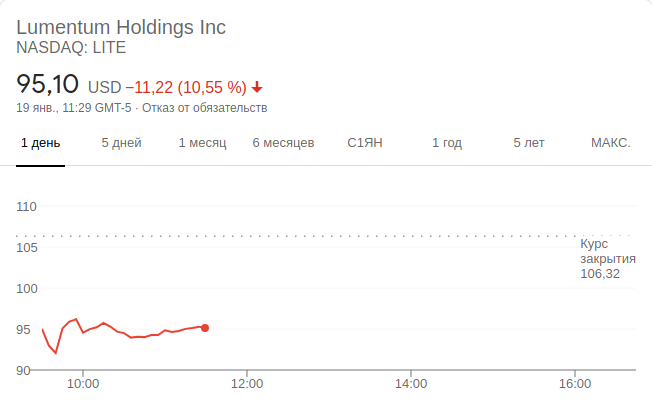 Lumentum Holdings Inc
NASDAQ: LITE
95,10 USD −11,22 (10,55 %)
19 янв., 11:29 GMT-5 · Отказ от обязательств
1 день 5 дней 1 месяц 6 месяцев С1ЯН 1 год 5 лет МАКС.
110
105
100
95
90
Курс
закрытия
106,32
10:00 12:00 14:00 16:00